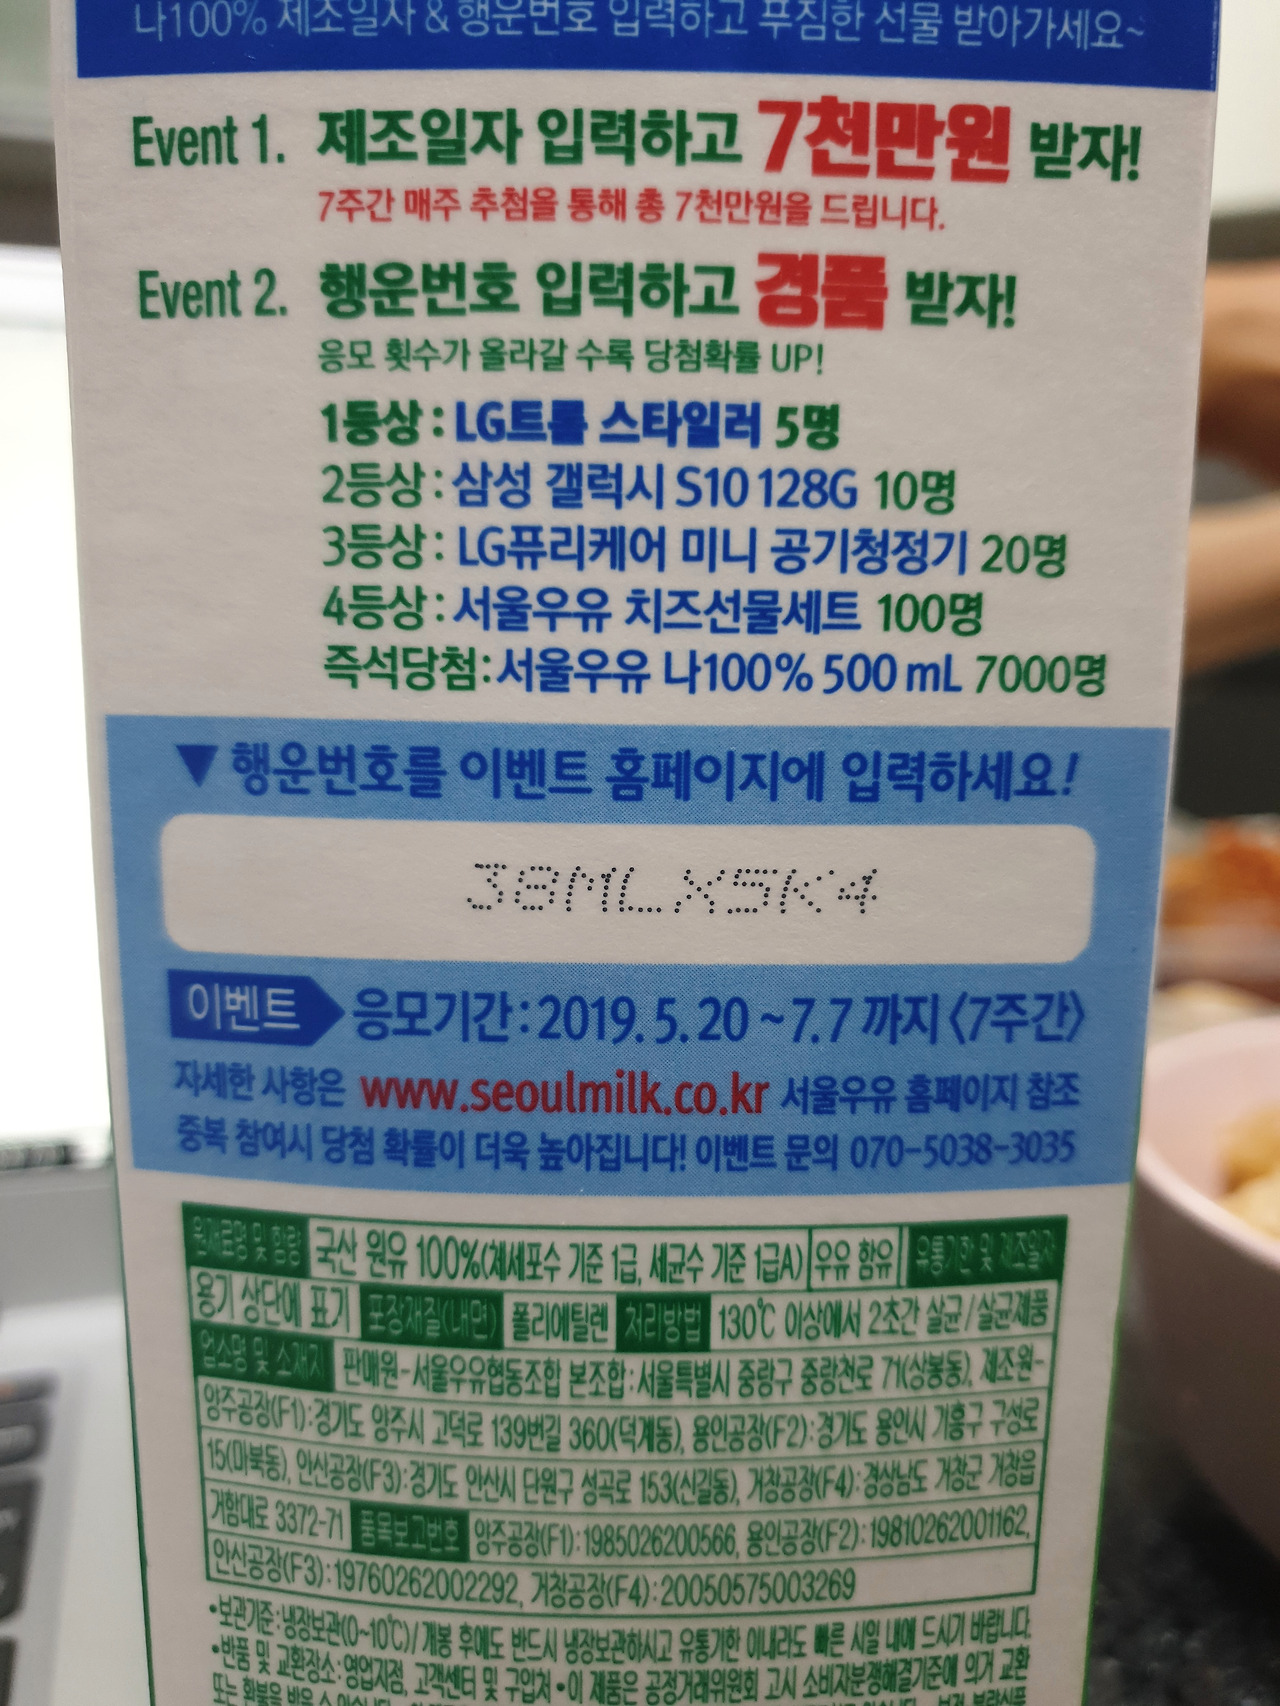 나100% 제조일자 & 행운번호 입력하고 푸짐한 선물 받아가세요~
Event 1. 제조일자 입력하고 7천만원 받자!
7주간 매주 추첨을 통해 총 7천만원을 드립니다.
Event 2. 행운번호 입력하고 경품 받자!
응모 횟수가 올라갈 수록 당첨확률 UP!
1등상 : LG트롬 스타일러 5명
2등상 : 삼성 갤럭시 S10 128G 10명
3등상 : LG퓨리케어 미니 공기청정기 20명
4등상 : 서울우유 치즈선물세트 100명
즉석당첨 : 서울우유 나100% 500 mL 7000명
▼ 행운번호를 이벤트 홈페이지에 입력하세요!
38MLX5K4
이벤트 응모기간 : 2019. 5. 20 ~ 7. 7 까지 〈7주간〉
자세한 사항은 www.seoulmilk.co.kr 서울우유 홈페이지 참조
중복 참여시 당첨 확률이 더욱 높아집니다! 이벤트 문의 070-5038-3035
원재료명 및 함량 국산 원유 100%(체세포수 기준 1급, 세균수 기준 1급A) 우유 함유 유통기한 및 제조일자
용기 상단에 표기 포장재질(내면) 폴리에틸렌 처리방법 130℃ 이상에서 2초간 살균/살균제품
업소명 및 소재지 판매원-서울우유협동조합 본조합:서울특별시 중랑구 중랑천로 71(상봉동), 제조원-
양주공장(F1):경기도 양주시 고덕로 139번길 360(덕계동), 용인공장(F2):경기도 용인시 기흥구 구성로
15(마북동), 안산공장(F3):경기도 안산시 단원구 성곡로 153(신길동), 거창공장(F4):경상남도 거창군 거창읍
거함대로 3372-71 품목보고번호 양주공장(F1):1985026200566, 용인공장(F2):19810262001162,
안산공장(F3):19760262002292, 거창공장(F4):20050575003269
•보관기준:냉장보관(0~10℃)/개봉 후에도 반드시 냉장보관하시고 유통기한 이내라도 빠른 시일 내에 드시기 바랍니다.
•반품 및 교환장소:영업지점, 고객센터 및 구입처 •이 제품은 공정거래위원회 고시 소비자분쟁해결기준에 의거 교환
또는 환불을 받을 수 있습니다.